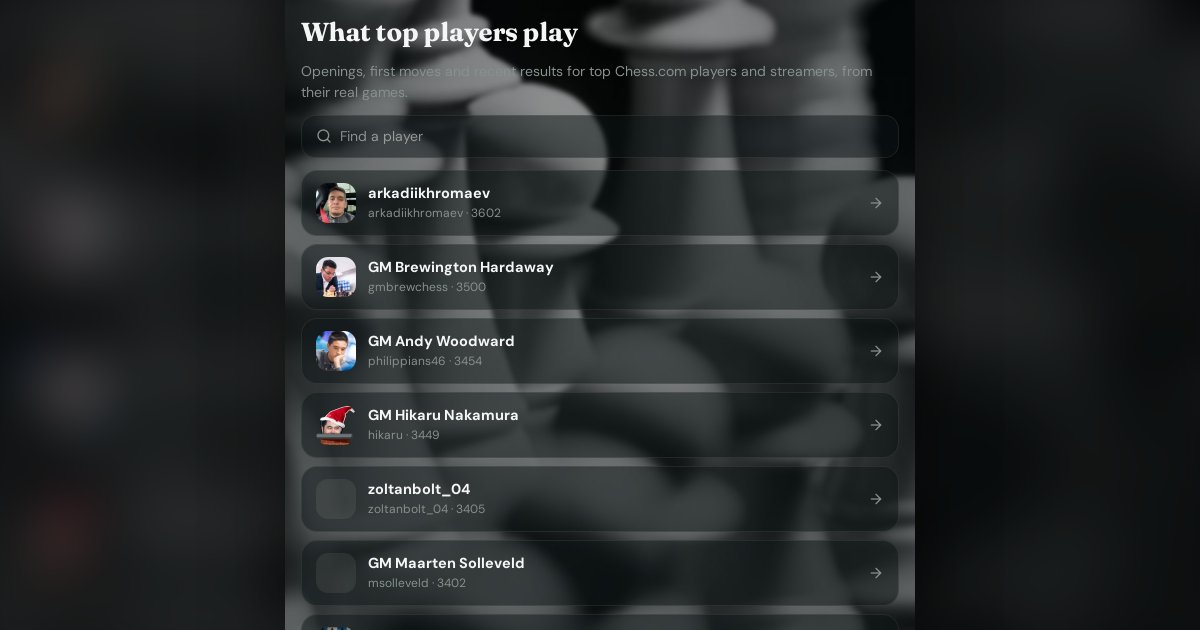 What top players play
Openings, first moves and recent results for top Chess.com players and streamers, from
their real games.
Find a player
arkadiikhromaev
arkadiikhromaev · 3602
GM Brewington Hardaway
gmbrewchess · 3500
GM Andy Woodward
philippians46 · 3454
GM Hikaru Nakamura
hikaru · 3449
zoltanbolt_04
zoltanbolt_04 · 3405
GM Maarten Solleveld
msolleveld · 3402